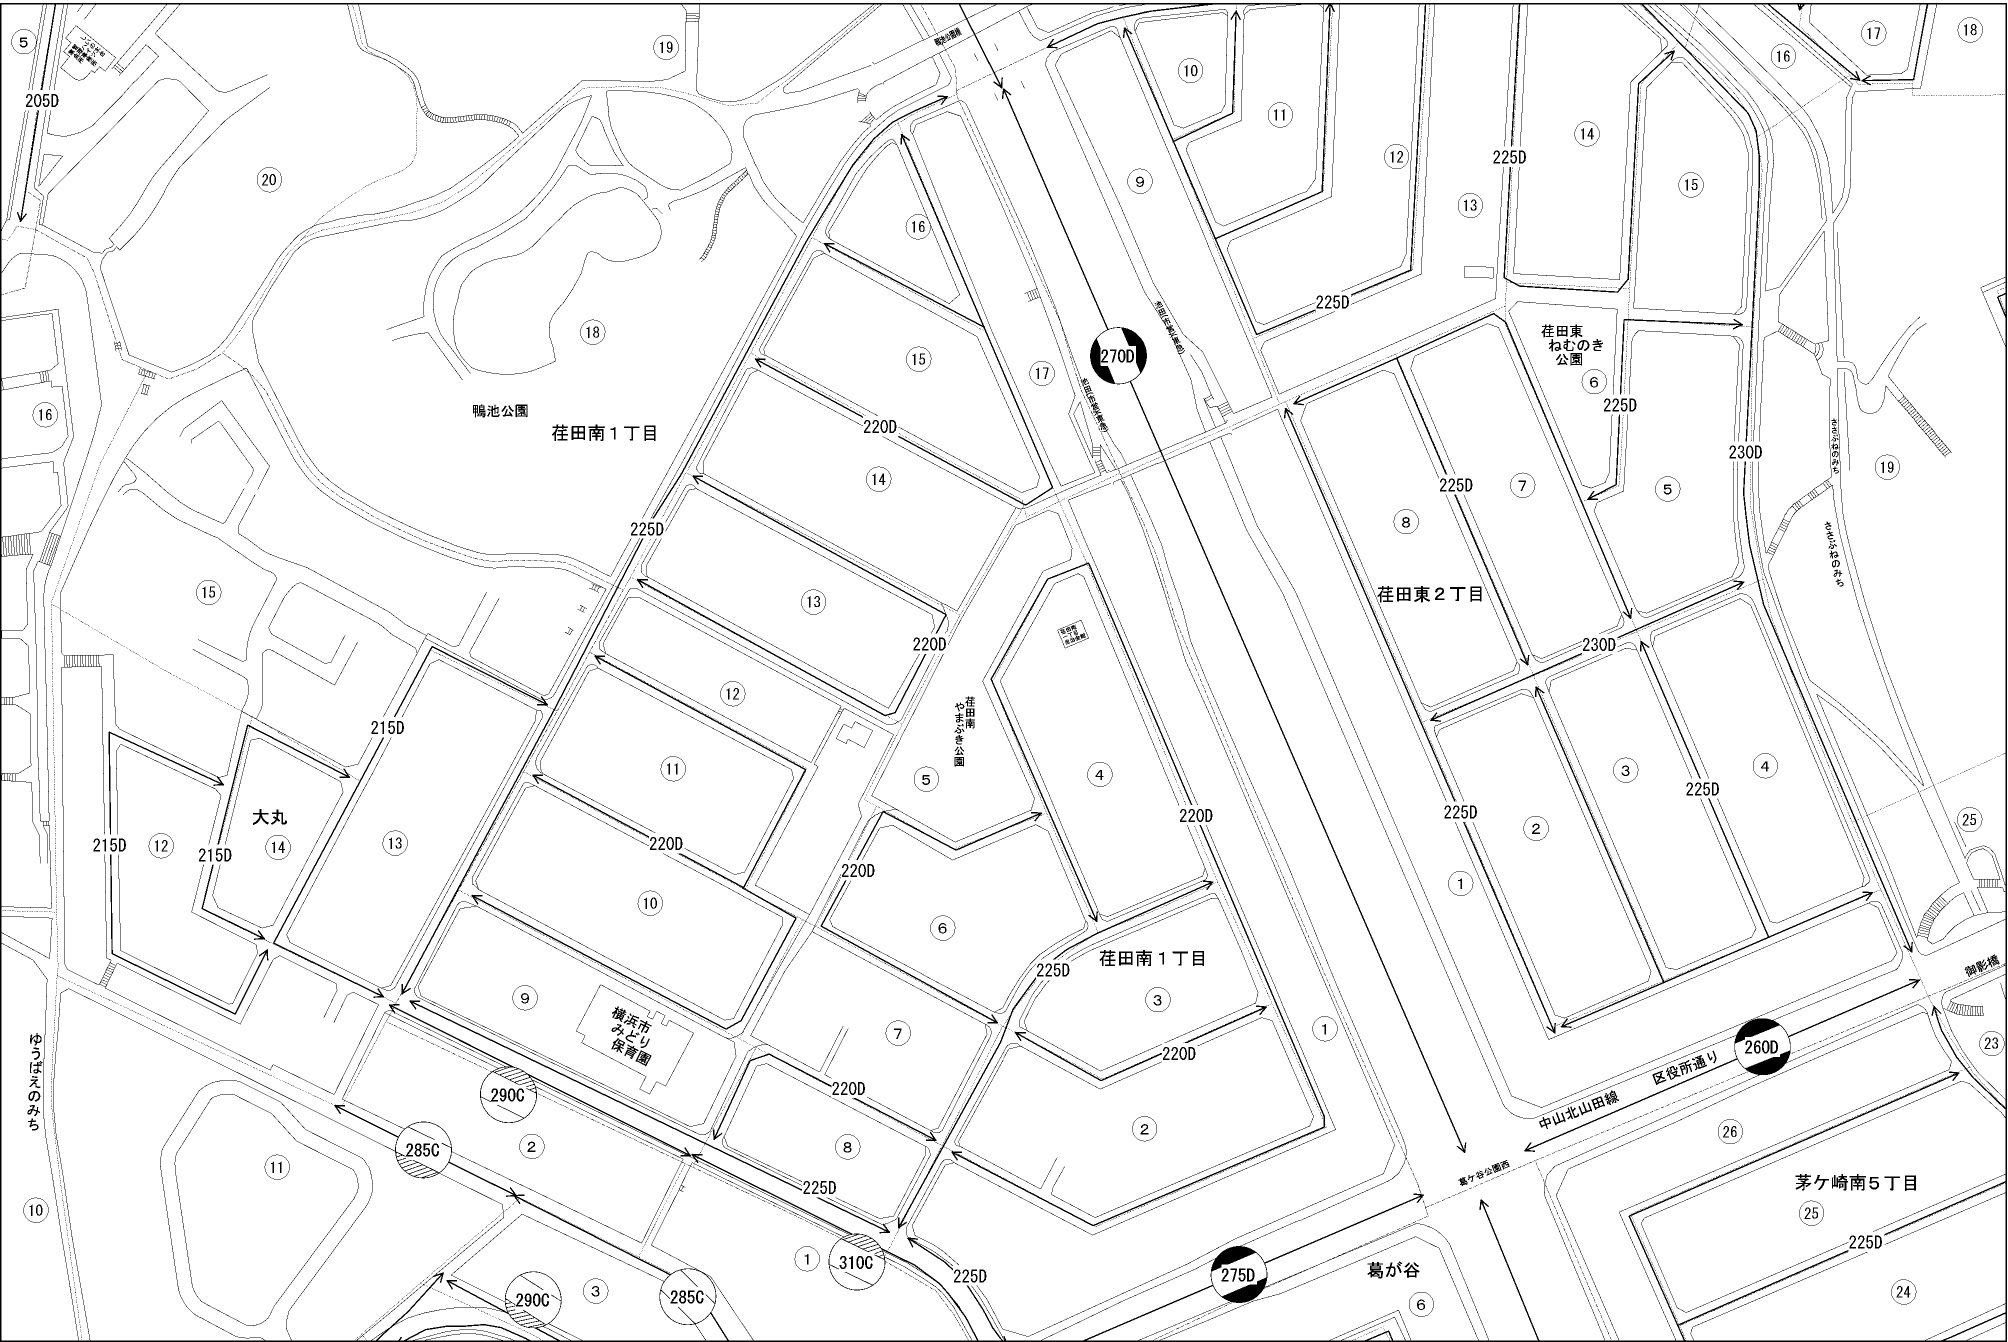 ⑤
205D
⑳
⑲
⑱
鴨池公園
荏田南1丁目
⑩
⑪
⑫
⑬
⑭
⑮
⑯
⑰
⑱
225D
⑨
⑯
⑮
⑰
270D
225D
荏田東
ねむのき
公園
⑥
225D
220D
⑭
⑬
220D
225D
⑧
225D
⑦
⑤
230D
⑲
ささぶねのみち
ささぶねのみち
荏田東2丁目
230D
⑯
⑮
215D
215D
215D
⑫
大丸
⑭
⑬
⑫
⑪
220D
⑩
荏田南
やまぶき公園
⑤
④
220D
220D
⑥
225D
荏田南1丁目
③
①
225D
②
③
225D
④
①
㉕
御影橋
㉓
260D
区役所通り
中山北山田線
葛ケ谷公園西
㉖
茅ケ崎南5丁目
㉕
225D
㉔
ゆうばえのみち
⑨
横浜市
みどり
保育園
⑦
220D
220D
②
⑧
225D
290C
285C
②
⑪
⑩
①
310C
225D
290C
③
285C
275D
葛が谷
⑥